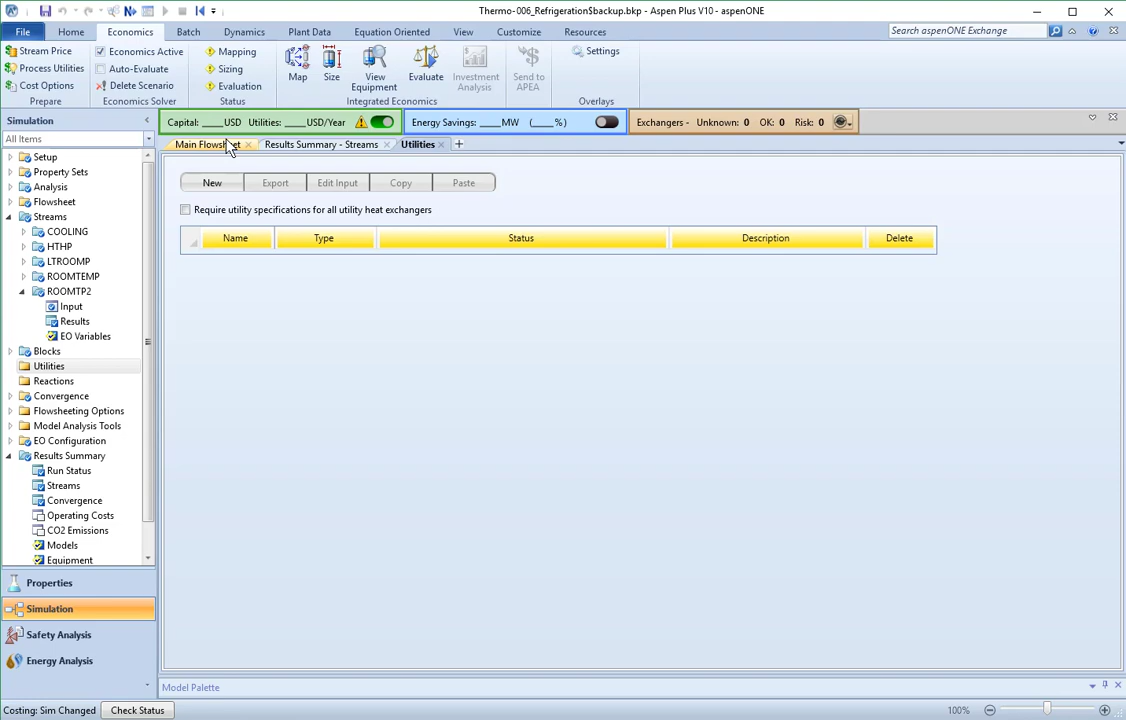 Thermo-006_Refrigeration$backup.bkp - Aspen Plus V10 - aspenONE
File Home Economics Batch Dynamics Plant Data Equation Oriented View Customize Resources Search aspenONE Exchange
Stream Price Economics Active Mapping Settings
Process Utilities Auto-Evaluate Sizing Map Size View Equipment Evaluate Investment Analysis Send to APEA
Cost Options Delete Scenario Evaluation
Prepare Economics Solver Status Integrated Economics Overlays
Simulation Capital: ____USD Utilities: ____USD/Year Energy Savings: ____MW (____%) Exchangers - Unknown: 0 OK: 0 Risk: 0
All Items Main Flowsheet Results Summary - Streams Utilities
Setup
Property Sets
Analysis
Flowsheet
Streams
COOLING
HTHP
LTROOMP
ROOMTEMP
ROOMTP2
Input
Results
EO Variables
Blocks
Utilities
Reactions
Convergence
Flowsheeting Options
Model Analysis Tools
EO Configuration
Results Summary
Run Status
Streams
Convergence
Operating Costs
CO2 Emissions
Models
Equipment
Properties
Simulation
Safety Analysis
Energy Analysis
New Export Edit Input Copy Paste
Require utility specifications for all utility heat exchangers
Name Type Status Description Delete
Model Palette
Costing: Sim Changed Check Status 100%